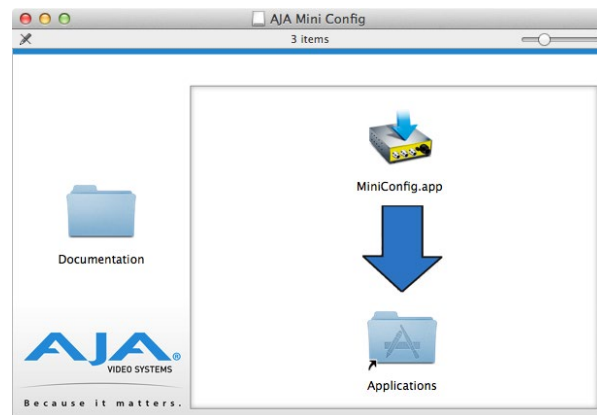 AJA Mini Config
3 items
MiniConfig.app
Documentation
Applications
AJA®
VIDEO SYSTEMS
Because it matters.